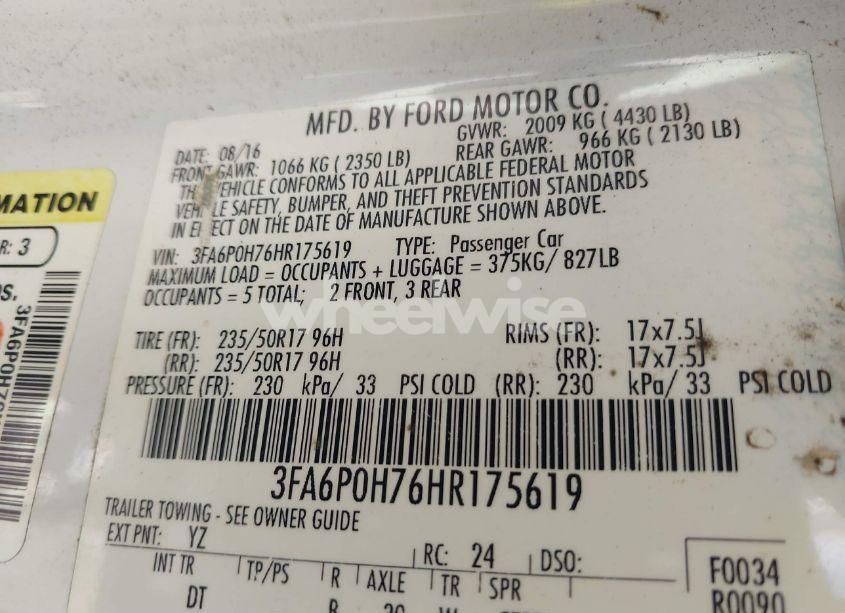 MFD. BY FORD MOTOR CO.
DATE: 08/16 GVWR: 2009 KG ( 4430 LB)
FRONT GAWR: 1066 KG ( 2350 LB) REAR GAWR: 966 KG ( 2130 LB)
THIS VEHICLE CONFORMS TO ALL APPLICABLE FEDERAL MOTOR
VEHICLE SAFETY, BUMPER, AND THEFT PREVENTION STANDARDS
IN EFFECT ON THE DATE OF MANUFACTURE SHOWN ABOVE.
VIN: 3FA6P0H76HR175619 TYPE: Passenger Car
MAXIMUM LOAD = OCCUPANTS + LUGGAGE = 375KG/ 827LB
OCCUPANTS = 5 TOTAL; 2 FRONT, 3 REAR
wheelwise
TIRE (FR): 235/50R17 96H RIMS (FR): 17x7.5J
(RR): 235/50R17 96H (RR): 17x7.5J
PRESSURE (FR): 230 kPa/ 33 PSI COLD (RR): 230 kPa/ 33 PSI COLD
3FA6P0H76HR175619
TRAILER TOWING - SEE OWNER GUIDE
EXT PNT: YZ RC: 24 DSO: F0034
INT TR TP/PS R AXLE TR SPR R0090
DT
MATION
R: 3
3FA6P0H76